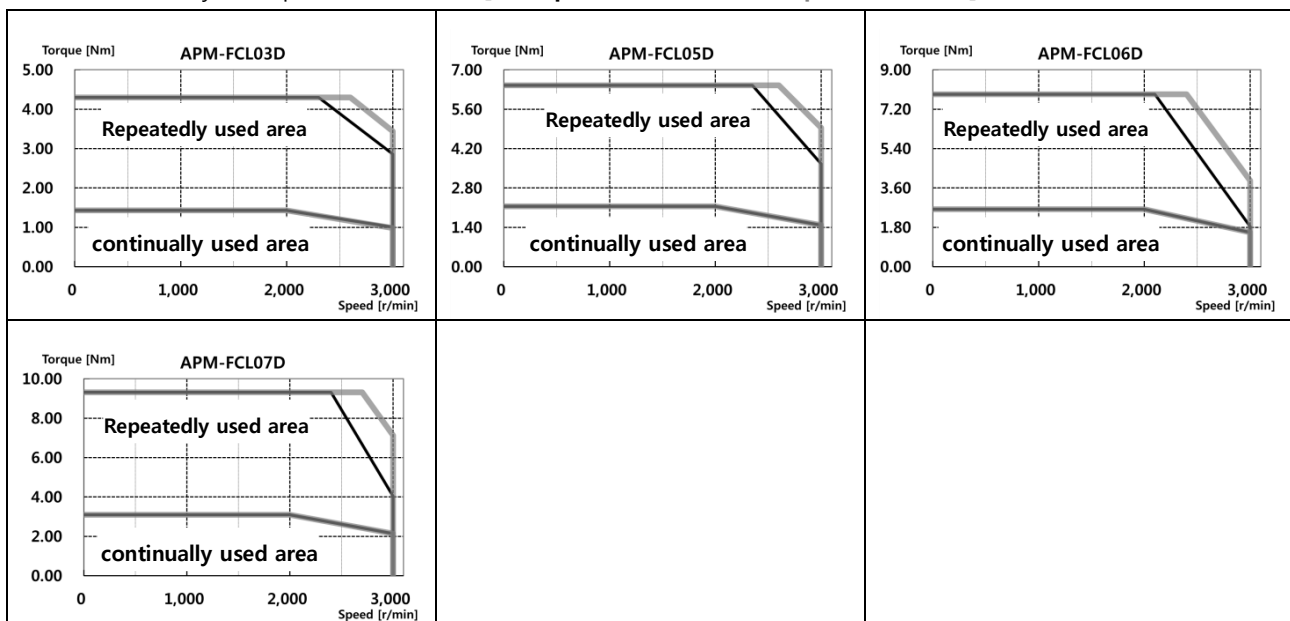 Torque [Nm] APM-FCL03D
5.00
4.00
Repeatedly used area
3.00
2.00
1.00
continually used area
0.00
0 1,000 2,000 3,000
Speed [r/min]
Torque [Nm] APM-FCL05D
7.00
5.60
Repeatedly used area
4.20
2.80
1.40
continually used area
0.00
0 1,000 2,000 3,000
Speed [r/min]
Torque [Nm] APM-FCL06D
9.00
7.20
Repeatedly used area
5.40
3.60
1.80
continually used area
0.00
0 1,000 2,000 3,000
Speed [r/min]
Torque [Nm] APM-FCL07D
10.00
8.00
Repeatedly used area
6.00
4.00
2.00
continually used area
0.00
0 1,000 2,000 3,000
Speed [r/min]